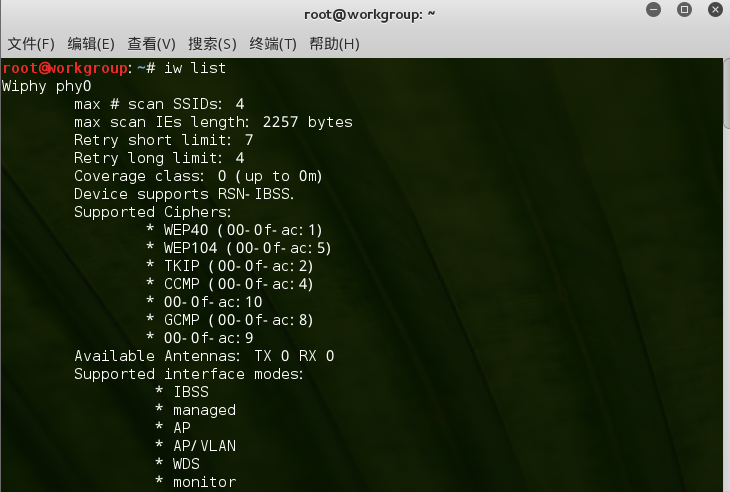 root@workgroup: ~
文件(F) 编辑(E) 查看(V) 搜索(S) 终端(T) 帮助(H)
root@workgroup:~# iw list
Wiphy phy0
max # scan SSIDs: 4
max scan IEs length: 2257 bytes
Retry short limit: 7
Retry long limit: 4
Coverage class: 0 (up to 0m)
Device supports RSN-IBSS.
Supported Ciphers:
* WEP40 (00-0f-ac:1)
* WEP104 (00-0f-ac:5)
* TKIP (00-0f-ac:2)
* CCMP (00-0f-ac:4)
* 00-0f-ac:10
* GCMP (00-0f-ac:8)
* 00-0f-ac:9
Available Antennas: TX 0 RX 0
Supported interface modes:
* IBSS
* managed
* AP
* AP/VLAN
* WDS
* monitor